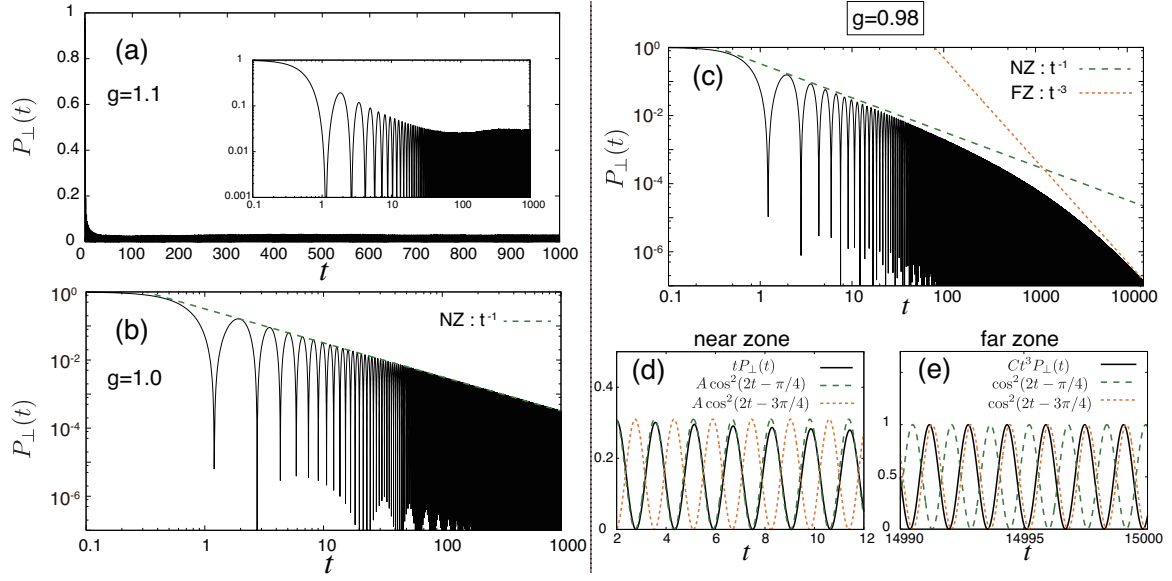 (a)
g=1.1
P⊥(t)
1
0.8
0.6
0.4
0.2
0
0 100 200 300 400 500 600 700 800 900 1000
t
1
0.1
0.01
0.001
0.1 1 10 100 1000
(b)
g=1.0
NZ : t⁻¹
P⊥(t)
10⁰
10⁻²
10⁻⁴
10⁻⁶
0.1 1 10 100 1000
t
g=0.98
(c)
NZ : t⁻¹
FZ : t⁻³
P⊥(t)
10⁰
10⁻²
10⁻⁴
10⁻⁶
0.1 1 10 100 1000 10000
t
near zone
(d)
tP⊥(t)
A cos²(2t − π/4)
A cos²(2t − 3π/4)
0.4
0.2
0
2 4 6 8 10 12
t
far zone
(e)
Ct³P⊥(t)
cos²(2t − π/4)
cos²(2t − 3π/4)
1
0.5
0
14990 14995 15000
t